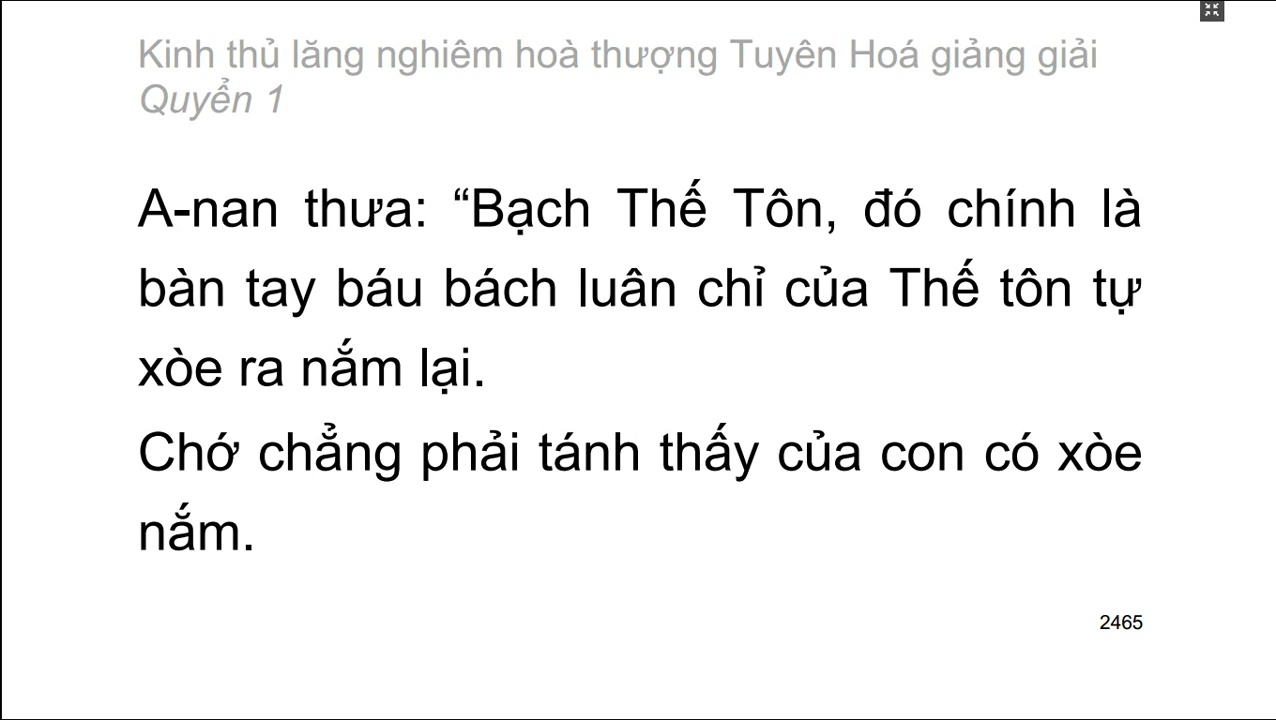 Kinh thủ lăng nghiêm hoà thượng Tuyên Hoá giảng giải
Quyển 1
A-nan thưa: “Bạch Thế Tôn, đó chính là
bàn tay báu bách luân chỉ của Thế tôn tự
xòe ra nắm lại.
Chớ chẳng phải tánh thấy của con có xòe
nắm.
2465